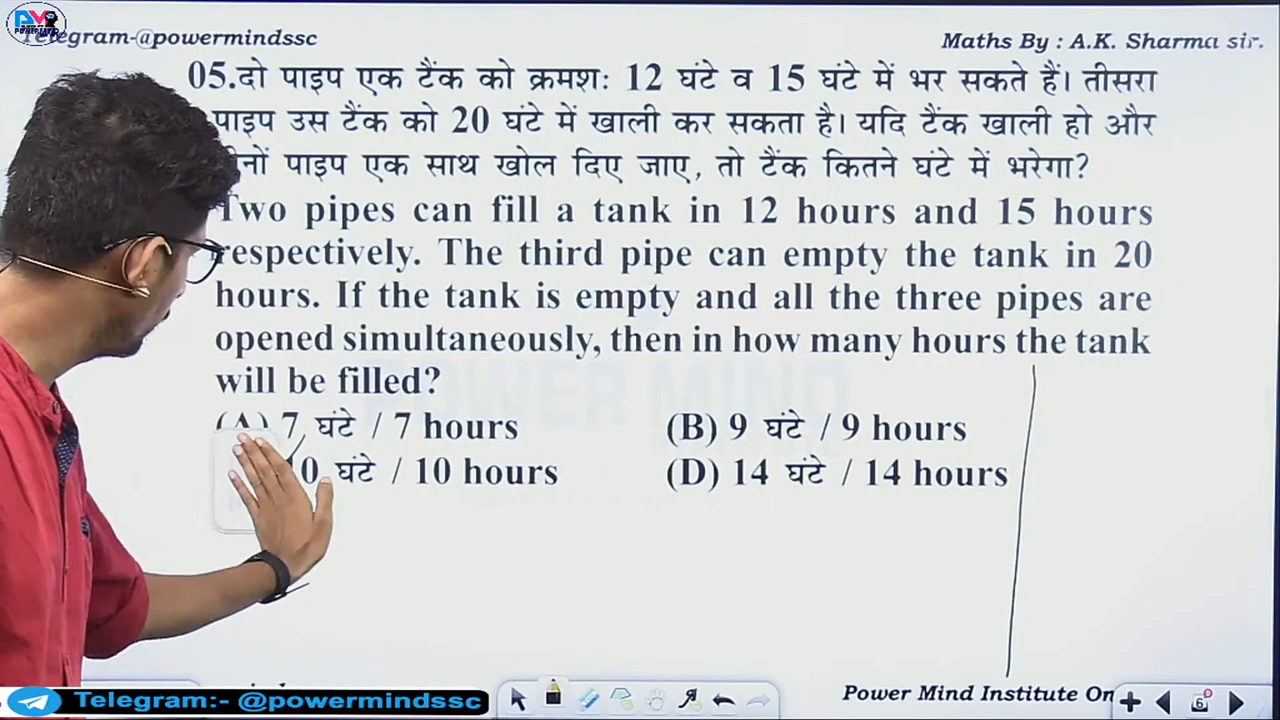 Telegram-@powermindssc
Maths By : A.K. Sharma sir.
05.दो पाइप एक टैंक को क्रमशः 12 घंटे व 15 घंटे में भर सकते हैं। तीसरा
पाइप उस टैंक को 20 घंटे में खाली कर सकता है। यदि टैंक खाली हो और
पाइप एक साथ खोल दिए जाए, तो टैंक कितने घंटे में भरेगा?
Two pipes can fill a tank in 12 hours and 15 hours
respectively. The third pipe can empty the tank in 20
hours. If the tank is empty and all the three pipes are
opened simultaneously, then in how many hours the tank
will be filled?
(A) 7 घंटे / 7 hours (B) 9 घंटे / 9 hours
10 घंटे / 10 hours (D) 14 घंटे / 14 hours
POWER MIND
Telegram:- @powermindssc
Power Mind Institute On
6